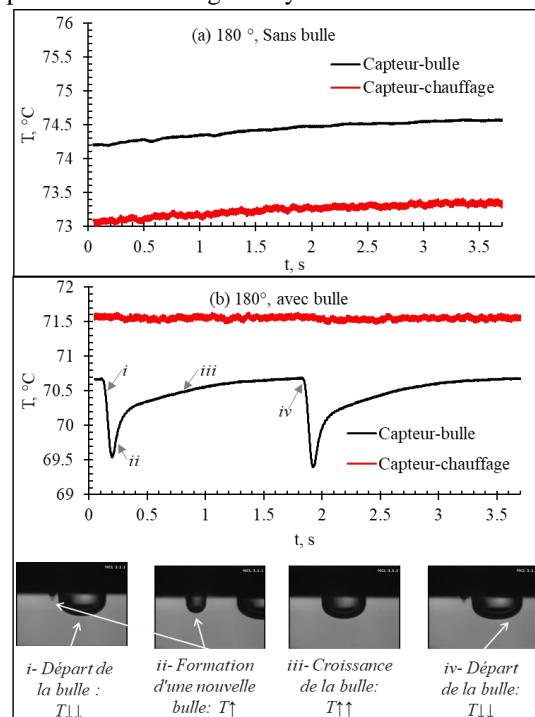 (a) 180 °, Sans bulle
76
75.5
75
74.5
74
73.5
73
T, °C
Capteur-bulle
Capteur-chauffage
0 0.5 1 1.5 2 2.5 3 3.5
t, s
(b) 180°, avec bulle
72
71.5
71
70.5
70
69.5
69
T, °C
i
ii
iii
iv
Capteur-bulle
Capteur-chauffage
0 0.5 1 1.5 2 2.5 3 3.5
t, s
i- Départ de
la bulle :
T↓↓
ii- Formation
d'une nouvelle
bulle: T↑
iii- Croissance
de la bulle:
T↑↑
iv- Départ
de la bulle:
T↓↓